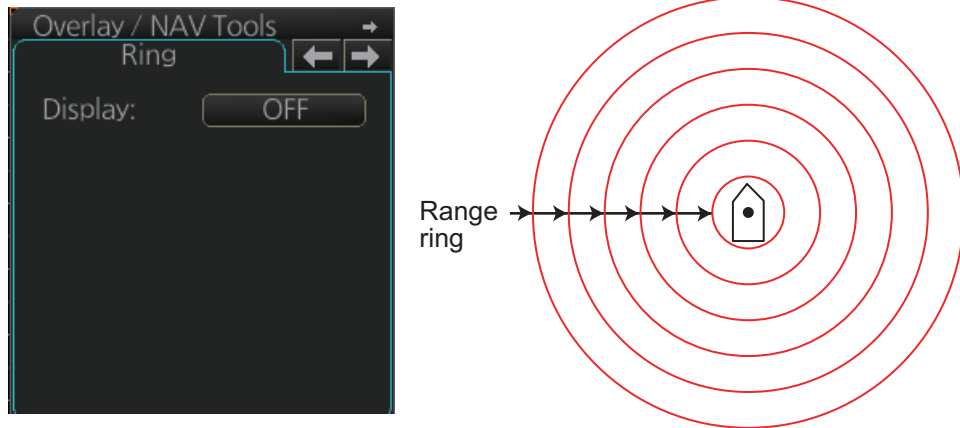 Overlay / NAV Tools
Ring
Display: OFF
Range
ring